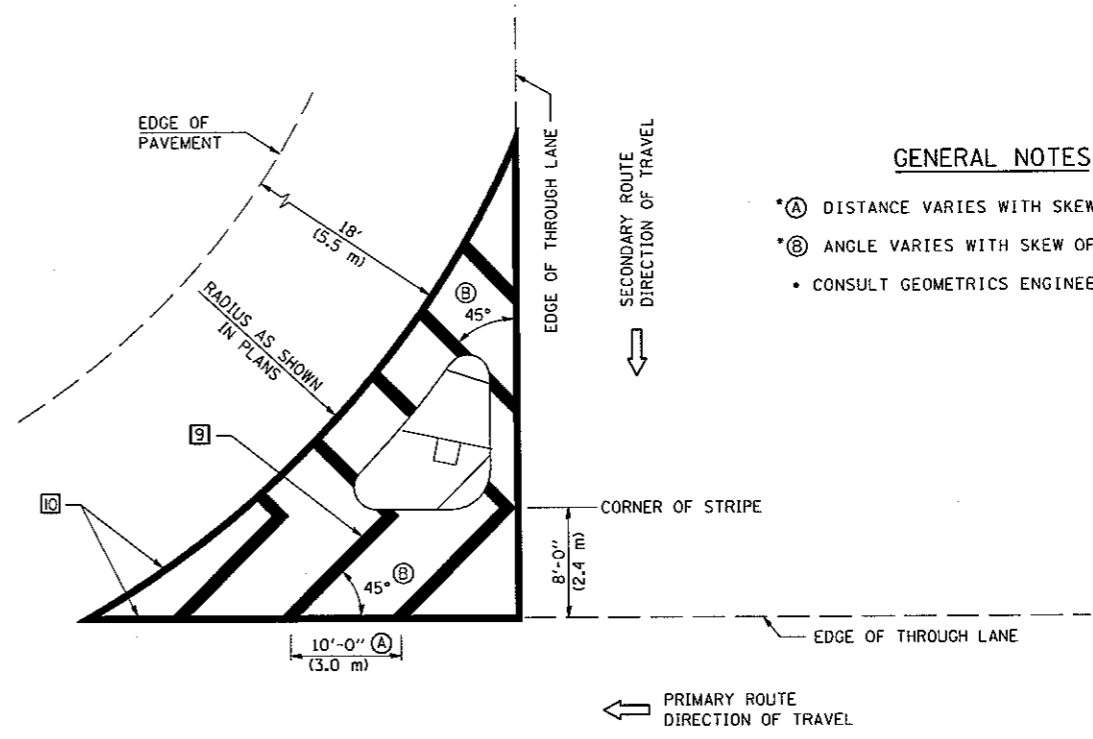 EDGE OF
PAVEMENT
18'
(5.5 m)
RADIUS AS SHOWN
IN PLANS
9
10
B
45°
EDGE OF THROUGH LANE
SECONDARY ROUTE
DIRECTION OF TRAVEL
GENERAL NOTES
*Ⓐ DISTANCE VARIES WITH SKEW
*Ⓑ ANGLE VARIES WITH SKEW OF
• CONSULT GEOMETRICS ENGINEE
CORNER OF STRIPE
8'-0"
(2.4 m)
45° Ⓑ
10'-0" Ⓐ
(3.0 m)
EDGE OF THROUGH LANE
PRIMARY ROUTE
DIRECTION OF TRAVEL